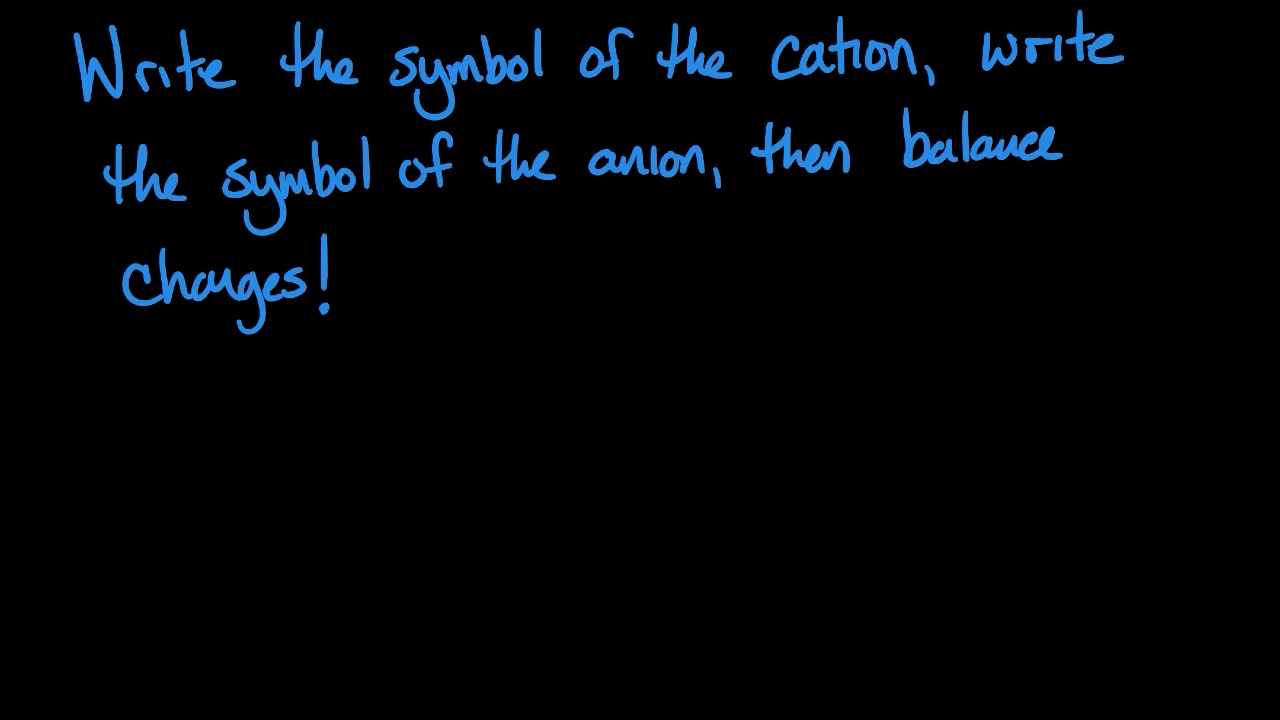 Write the symbol of the cation, write
the symbol of the anion, then balance
charges!